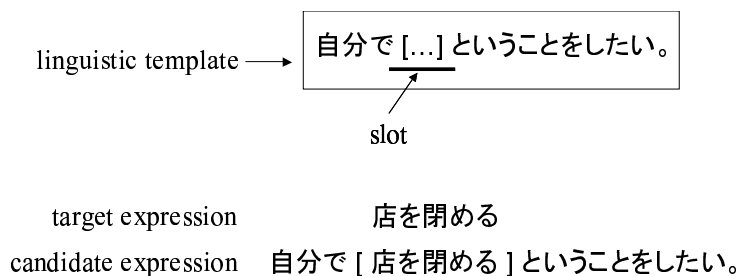 linguistic template
自分で […] ということをしたい。
slot
target expression 店を閉める
candidate expression 自分で [ 店を閉める ] ということをしたい。